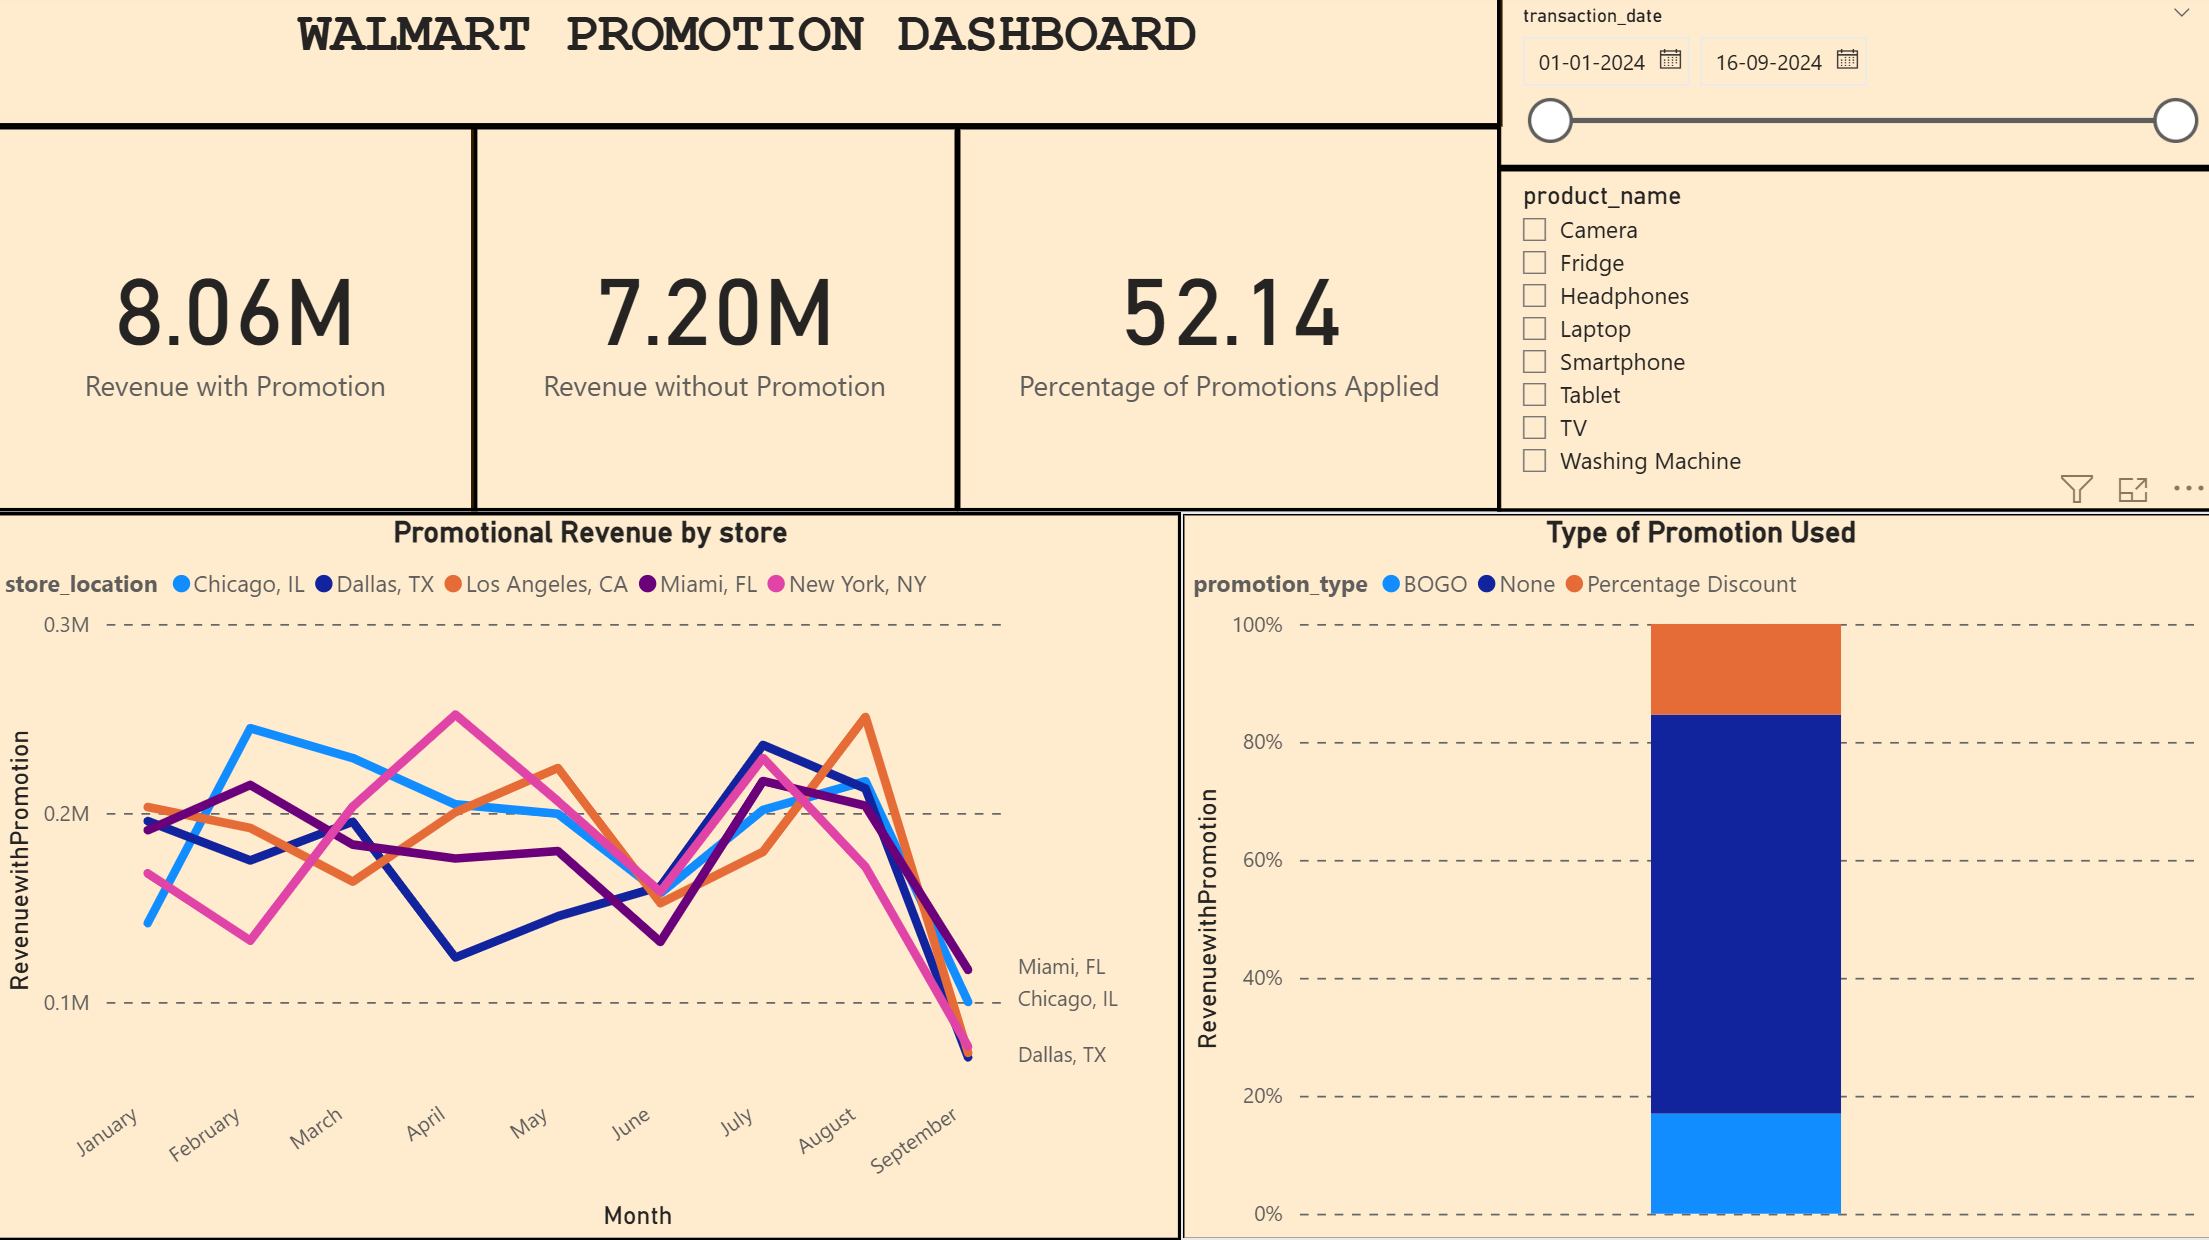 WALMART PROMOTION DASHBOARD
transaction_date
01-01-2024 16-09-2024
8.06M
Revenue with Promotion
7.20M
Revenue without Promotion
52.14
Percentage of Promotions Applied
product_name
Camera
Fridge
Headphones
Laptop
Smartphone
Tablet
TV
Washing Machine
Promotional Revenue by store
store_location Chicago, IL Dallas, TX Los Angeles, CA Miami, FL New York, NY
RevenuewithPromotion
0.3M
0.2M
0.1M
Miami, FL
Chicago, IL
Dallas, TX
January February March April May June July August September
Month
Type of Promotion Used
promotion_type BOGO None Percentage Discount
RevenuewithPromotion
100%
80%
60%
40%
20%
0%